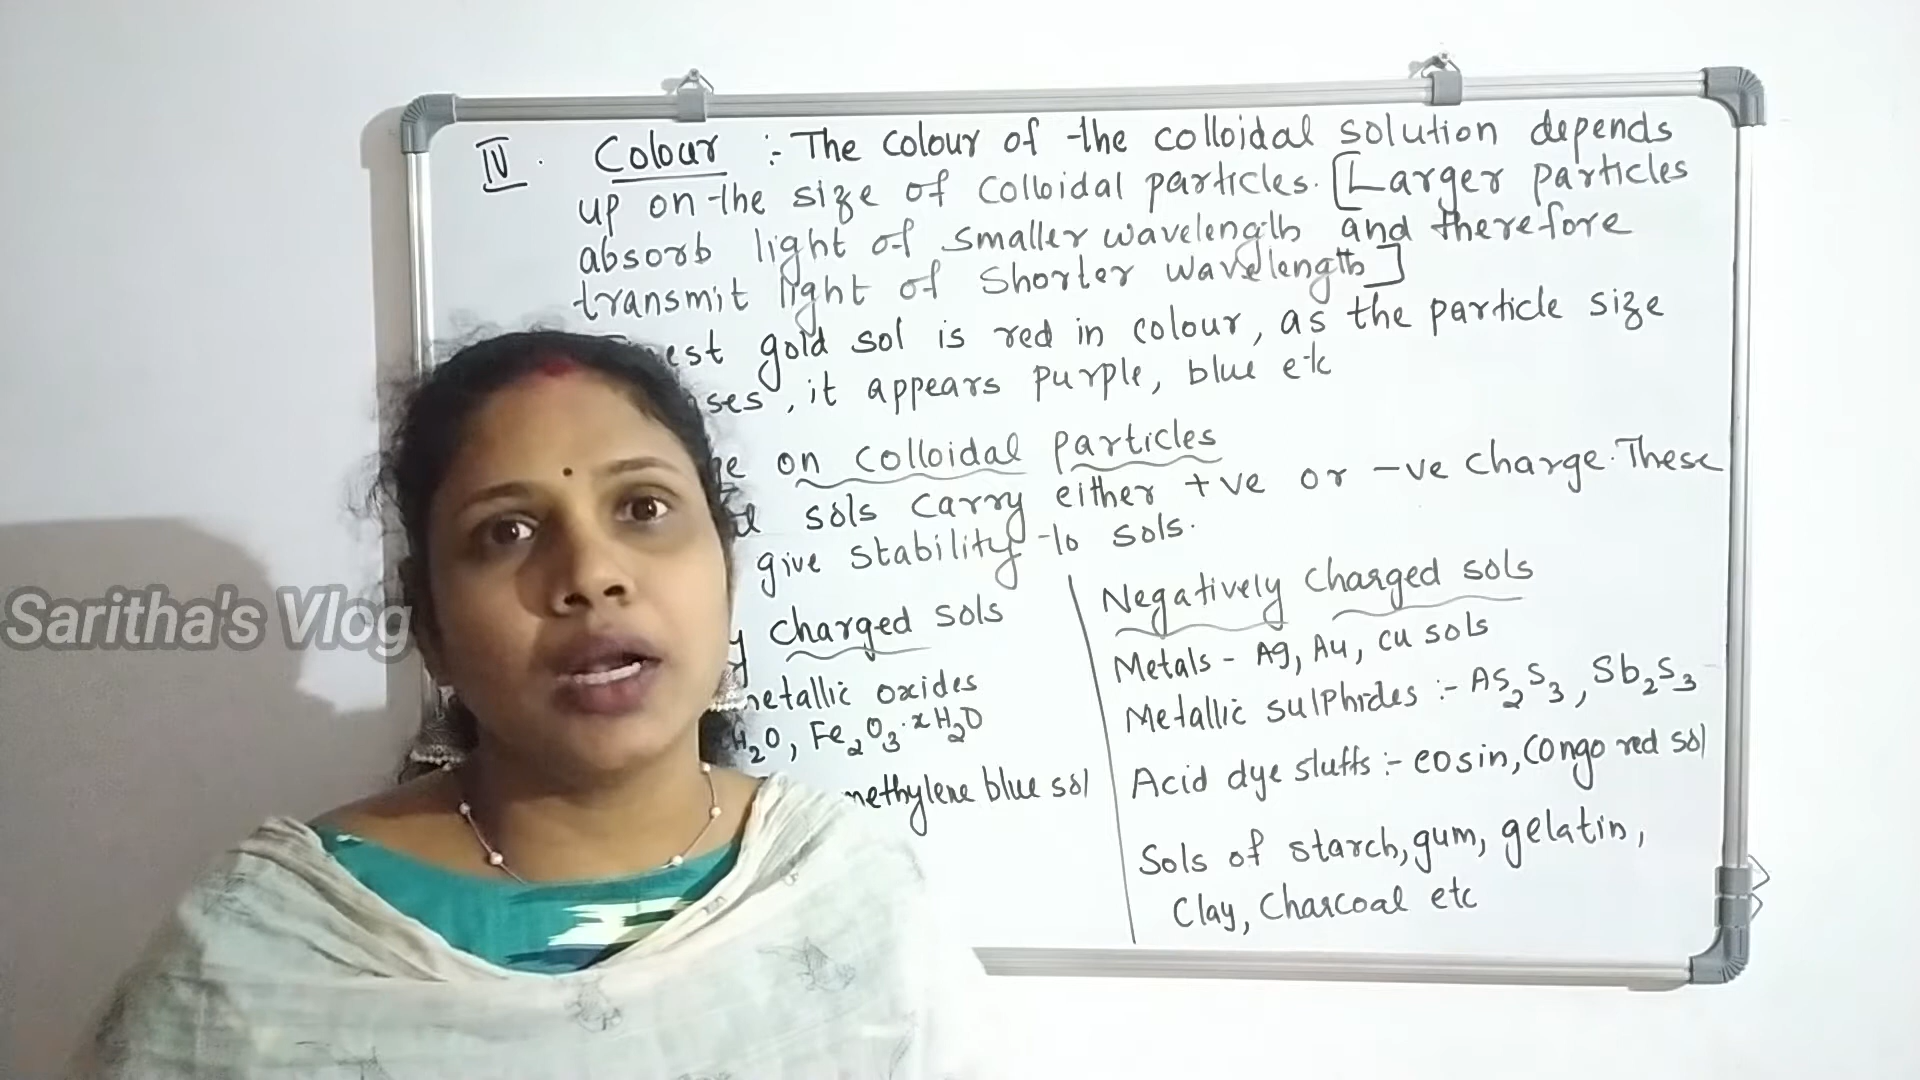 IV. Colour :- The colour of the colloidal solution depends
up on the size of colloidal particles. [Larger particles
absorb light of smaller wavelength and therefore
transmit light of shorter wavelength]
gold sol is red in colour, as the particle size
, it appears purple, blue etc
on colloidal particles
sols carry either +ve or -ve charge. These
give stability to sols.
charged sols
metallic oxides
H2O, Fe2O3.xH2O
methylene blue sol
Negatively charged sols
Metals - Ag, Au, Cu sols
Metallic sulphides :- As2S3, Sb2S3
Acid dye stuffs :- eosin, Congo red sol
Sols of starch, gum, gelatin,
Clay, Charcoal etc
Saritha's Vlog